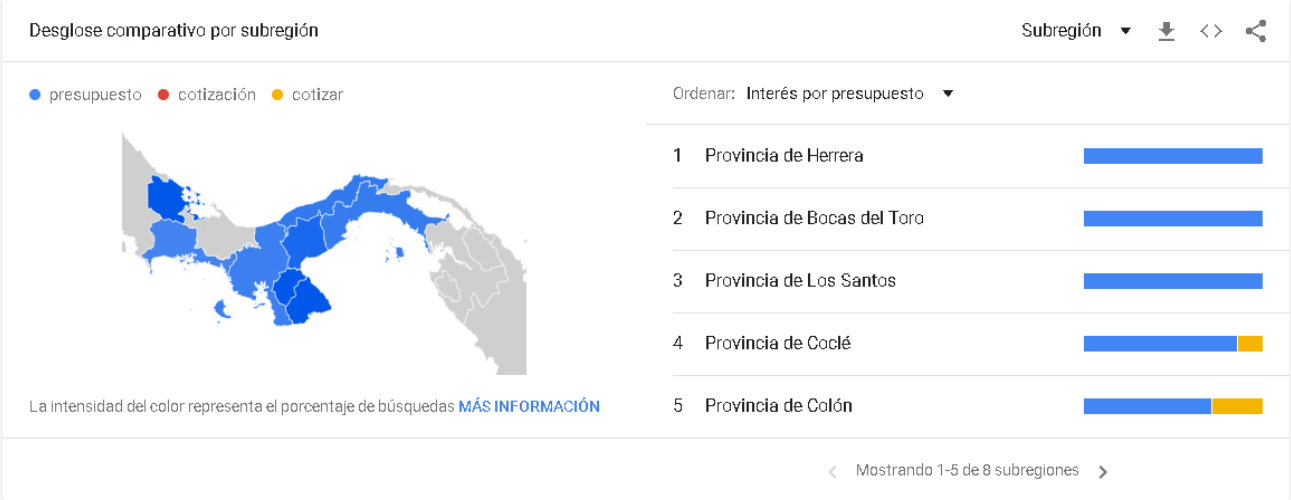 Desglose comparativo por subregión
Subregión
presupuesto cotización cotizar
Ordenar: Interés por presupuesto
1 Provincia de Herrera
2 Provincia de Bocas del Toro
3 Provincia de Los Santos
4 Provincia de Coclé
5 Provincia de Colón
La intensidad del color representa el porcentaje de búsquedas MÁS INFORMACIÓN
Mostrando 1-5 de 8 subregiones